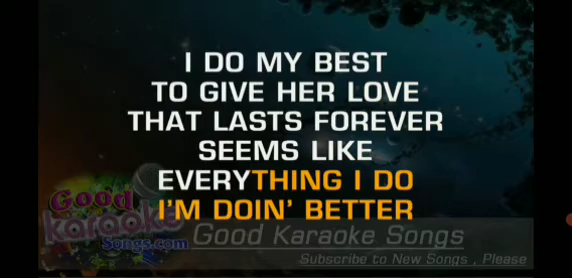 I DO MY BEST
TO GIVE HER LOVE
THAT LASTS FOREVER
SEEMS LIKE
EVERYTHING I DO
I'M DOIN' BETTER
Good
karaoke
Songs.com
Good Karaoke Songs
Subscribe to New Songs , Please